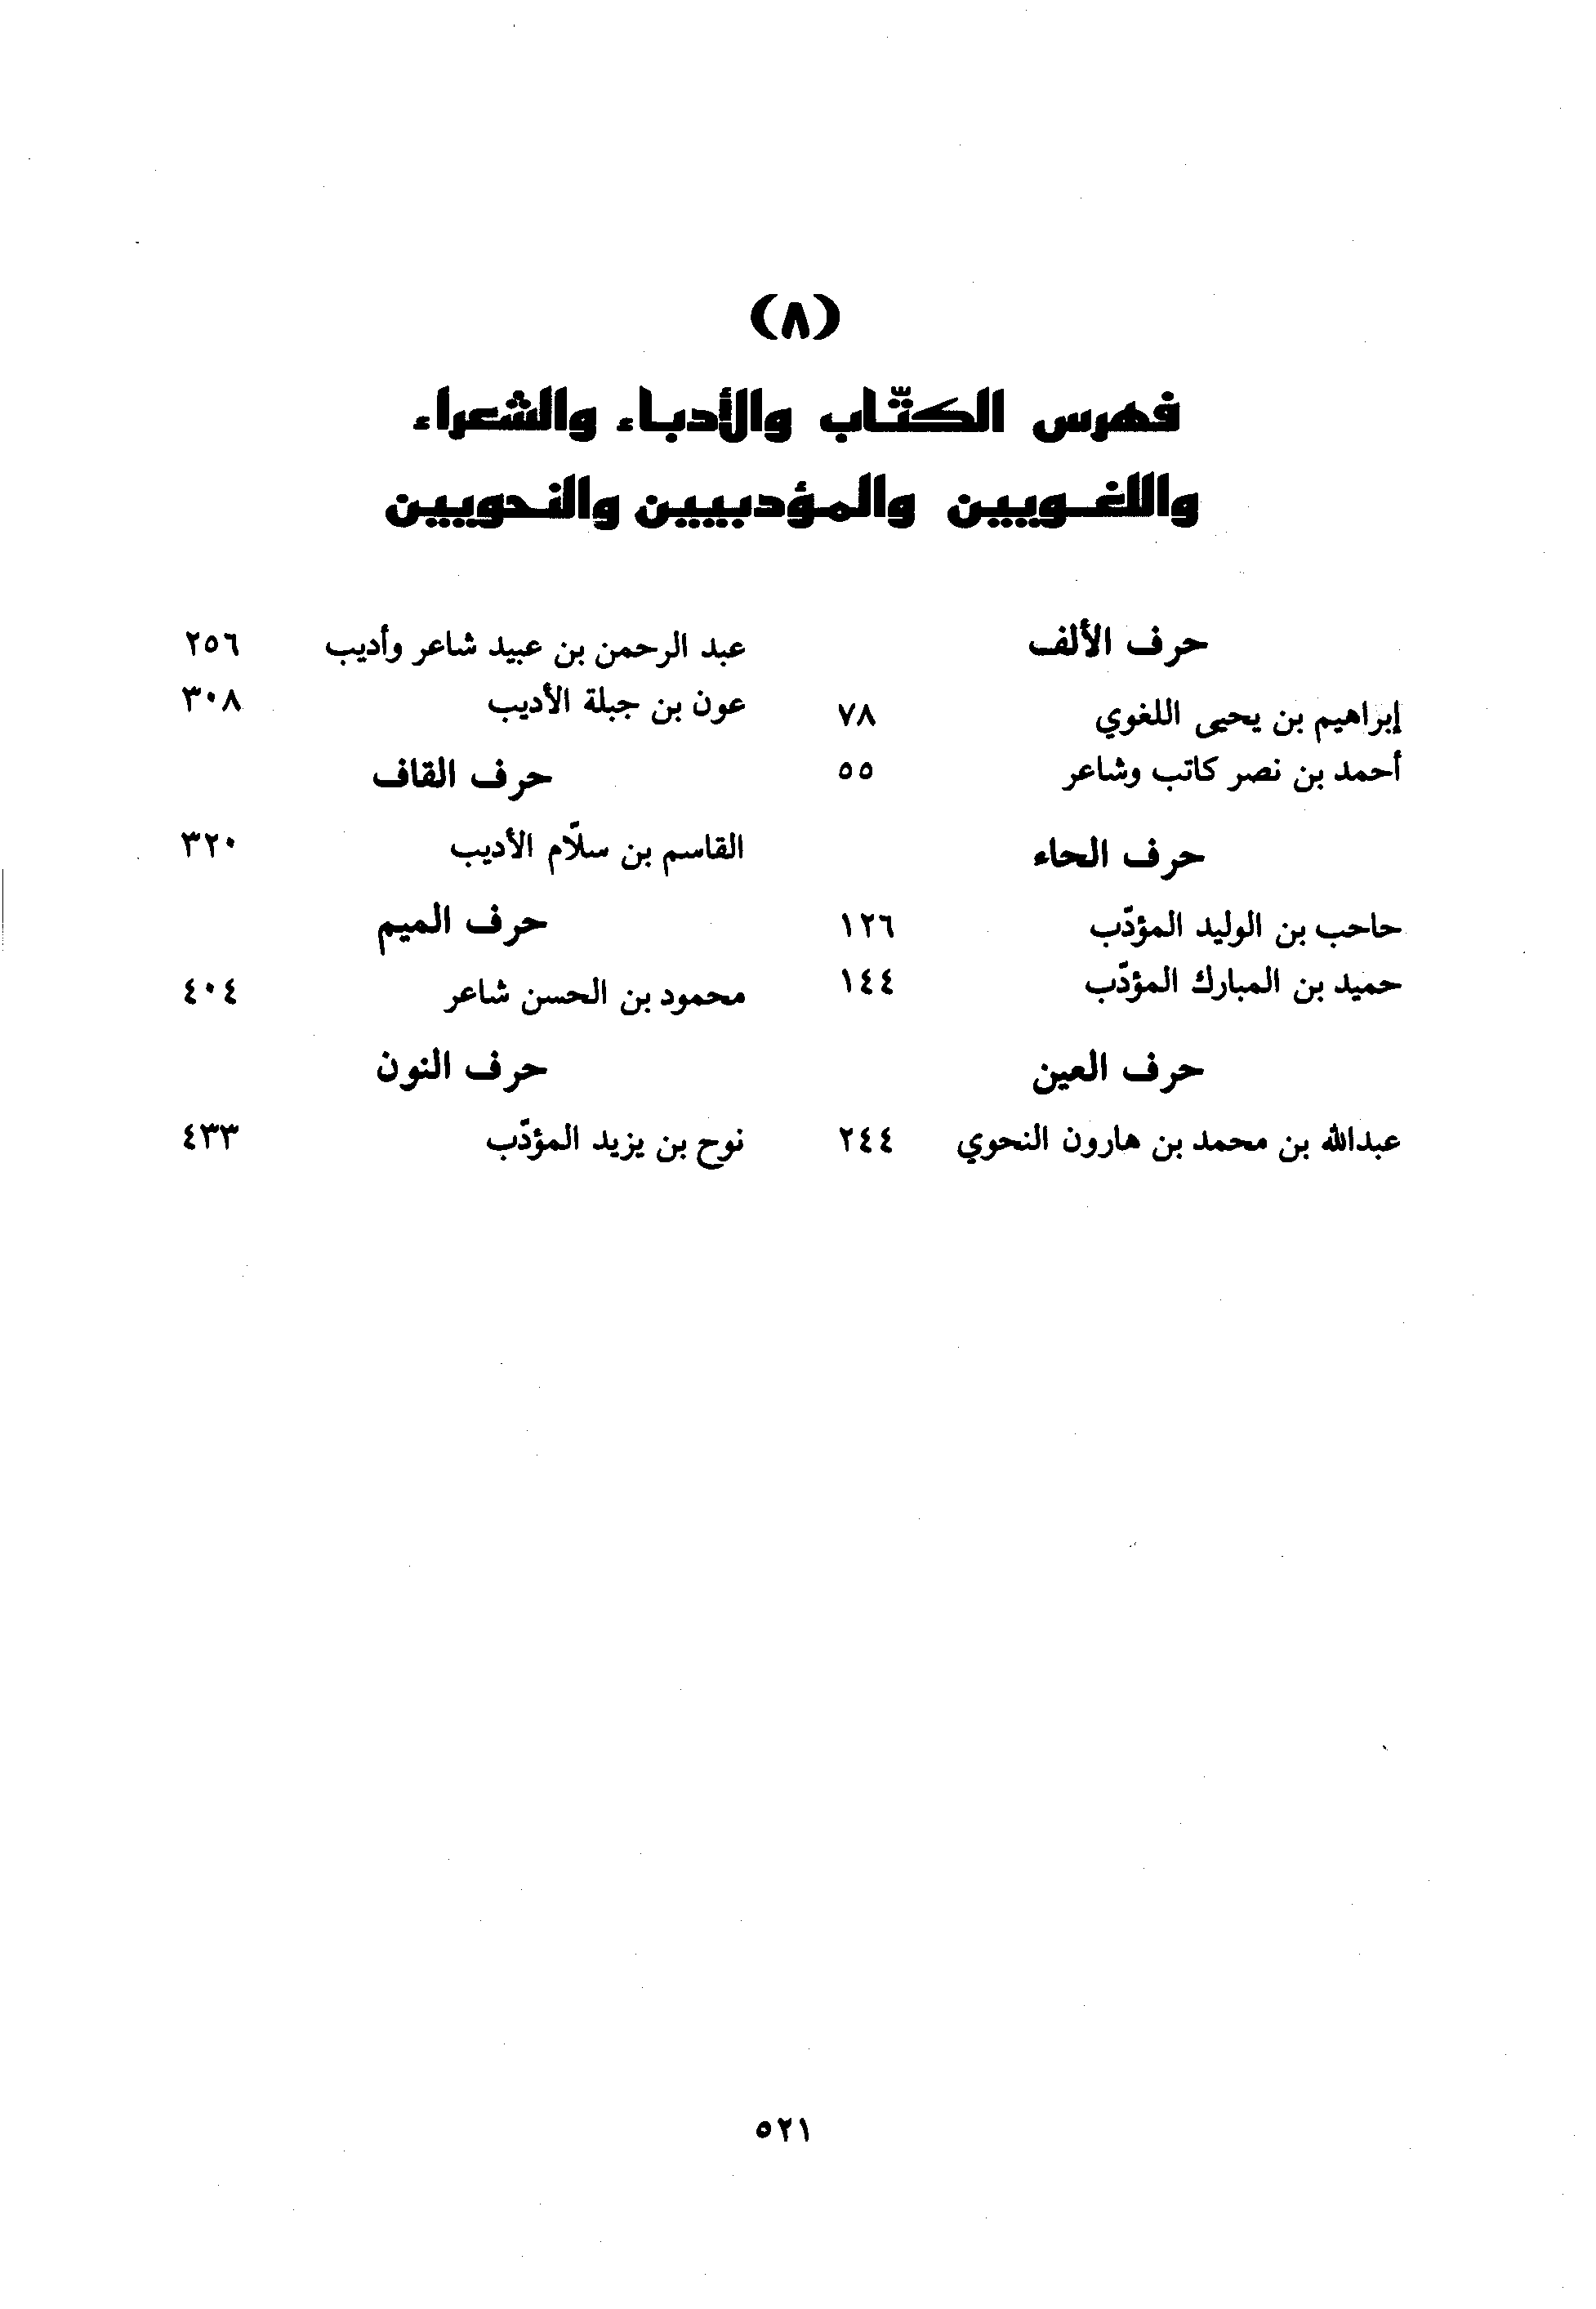 (٨)
فهرس الكتّاب والأدباء والشعراء
واللغويين والمؤدبيين والنحويين
حرف الألف
إبراهيم بن يحيى اللغوي ٧٨
أحمد بن نصر كاتب وشاعر ٥٥
حرف الحاء
حاحب بن الوليد المؤدّب ١٢٦
حميد بن المبارك المؤدّب ١٤٤
حرف العين
عبدالله بن محمد بن هارون النحوي ٢٤٤
عبد الرحمن بن عبيد شاعر وأديب ٢٥٦
عون بن جبلة الأديب ٣٠٨
حرف القاف
القاسم بن سلاّم الأديب ٣٢٠
حرف الميم
محمود بن الحسن شاعر ٤٠٤
حرف النون
نوح بن يزيد المؤدّب ٤٣٣
٥٢١